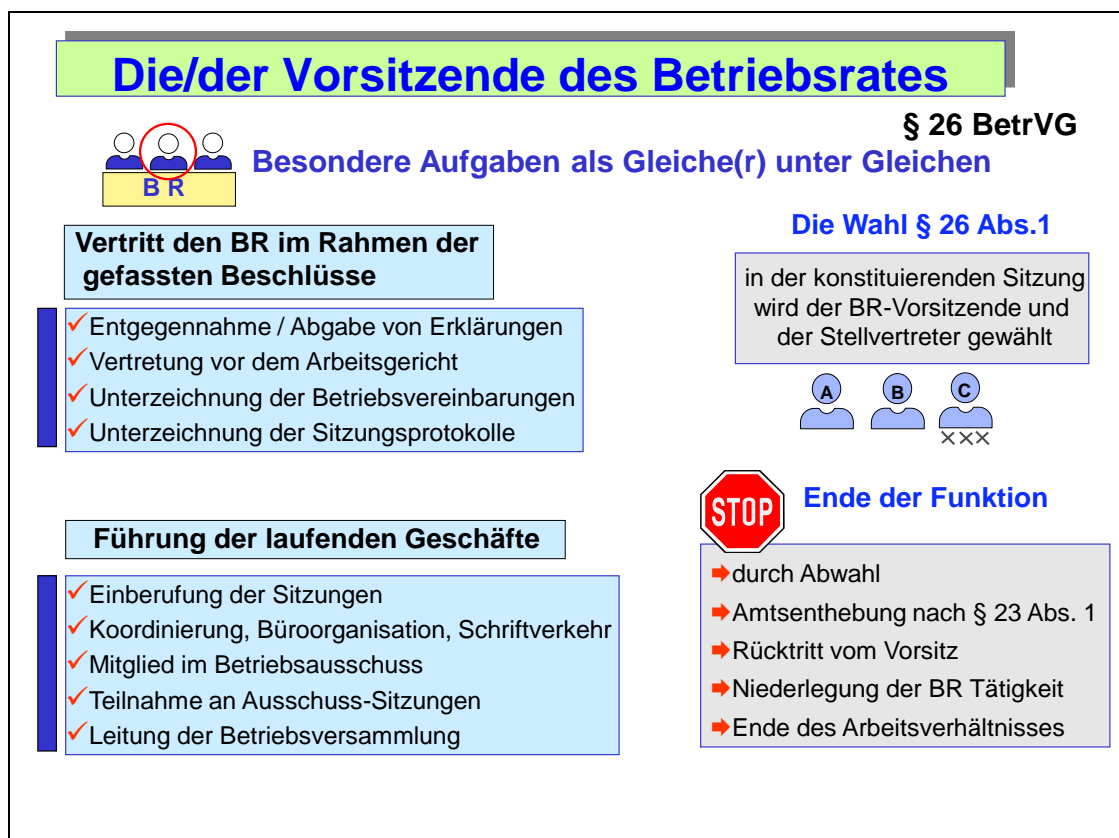 Die/der Vorsitzende des Betriebsrates
§ 26 BetrVG
B R
Besondere Aufgaben als Gleiche(r) unter Gleichen
Vertritt den BR im Rahmen der
gefassten Beschlüsse
Entgegennahme / Abgabe von Erklärungen
Vertretung vor dem Arbeitsgericht
Unterzeichnung der Betriebsvereinbarungen
Unterzeichnung der Sitzungsprotokolle
Führung der laufenden Geschäfte
Einberufung der Sitzungen
Koordinierung, Büroorganisation, Schriftverkehr
Mitglied im Betriebsausschuss
Teilnahme an Ausschuss-Sitzungen
Leitung der Betriebsversammlung
Die Wahl § 26 Abs.1
in der konstituierenden Sitzung
wird der BR-Vorsitzende und
der Stellvertreter gewählt
A B C
XXX
STOP
Ende der Funktion
durch Abwahl
Amtsenthebung nach § 23 Abs. 1
Rücktritt vom Vorsitz
Niederlegung der BR Tätigkeit
Ende des Arbeitsverhältnisses